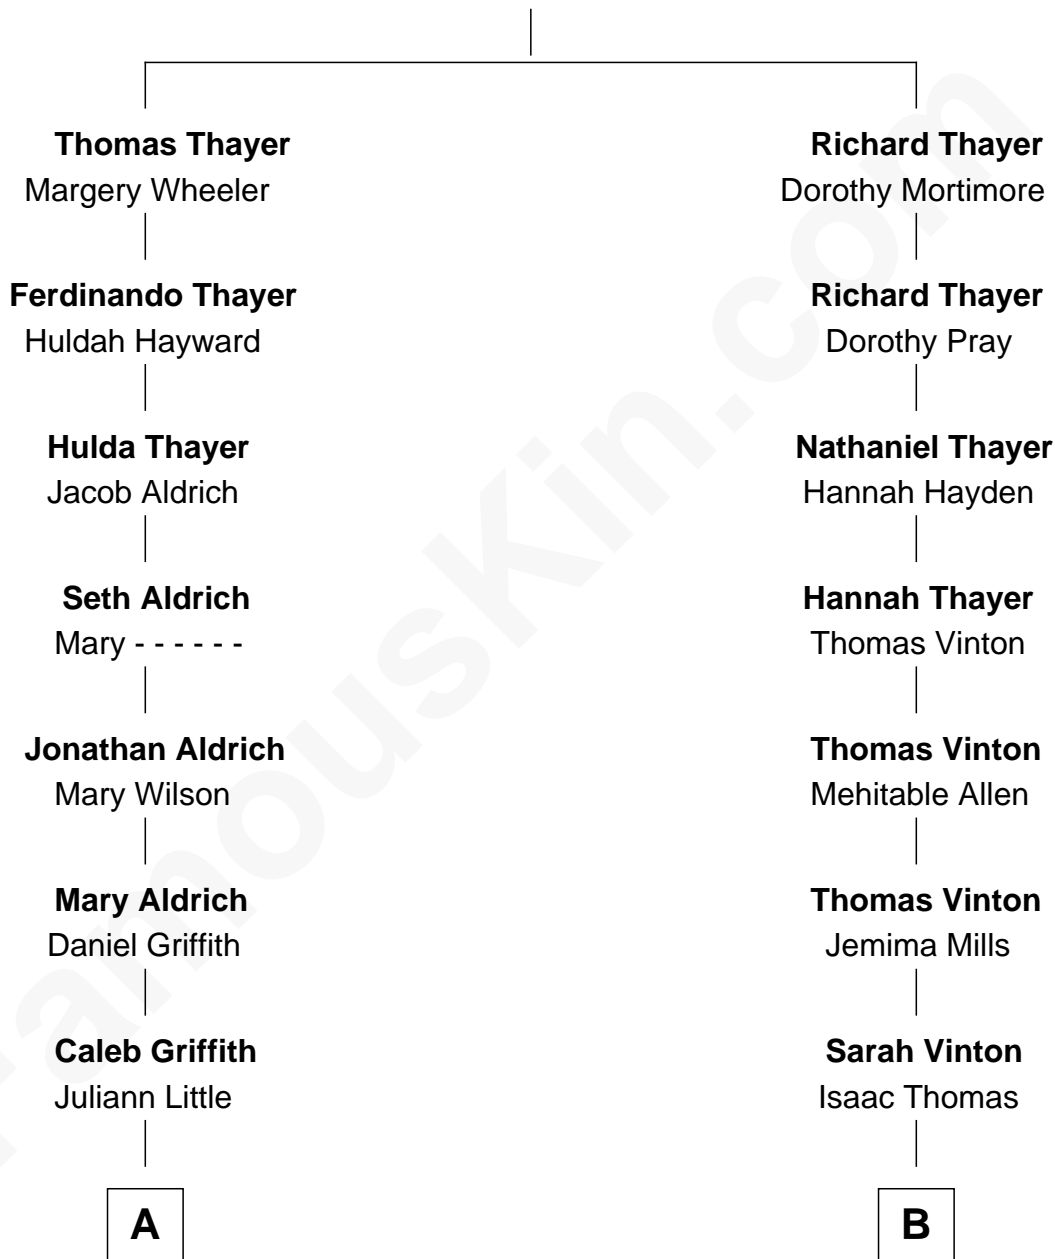 Thomas Thayer
Margery Wheeler
Richard Thayer
Dorothy Mortimore
Ferdinando Thayer
Huldah Hayward
Richard Thayer
Dorothy Pray
Hulda Thayer
Jacob Aldrich
Nathaniel Thayer
Hannah Hayden
Seth Aldrich
Mary - - - - - -
Hannah Thayer
Thomas Vinton
Jonathan Aldrich
Mary Wilson
Thomas Vinton
Mehitable Allen
Mary Aldrich
Daniel Griffith
Thomas Vinton
Jemima Mills
Caleb Griffith
Juliann Little
Sarah Vinton
Isaac Thomas
A
B
FamousKin.com